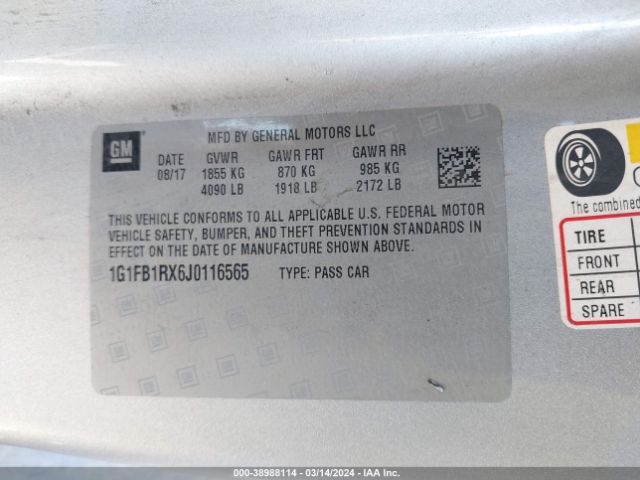 GM
MFD BY GENERAL MOTORS LLC
DATE GVWR GAWR FRT GAWR RR
08/17 1855 KG 870 KG 985 KG
4090 LB 1918 LB 2172 LB
THIS VEHICLE CONFORMS TO ALL APPLICABLE U.S. FEDERAL MOTOR
VEHICLE SAFETY, BUMPER, AND THEFT PREVENTION STANDARDS IN
EFFECT ON THE DATE OF MANUFACTURE SHOWN ABOVE.
1G1FB1RX6J0116565 TYPE: PASS CAR
The combined
TIRE
FRONT
REAR
SPARE
000-38988114 - 03/14/2024 - IAA Inc.